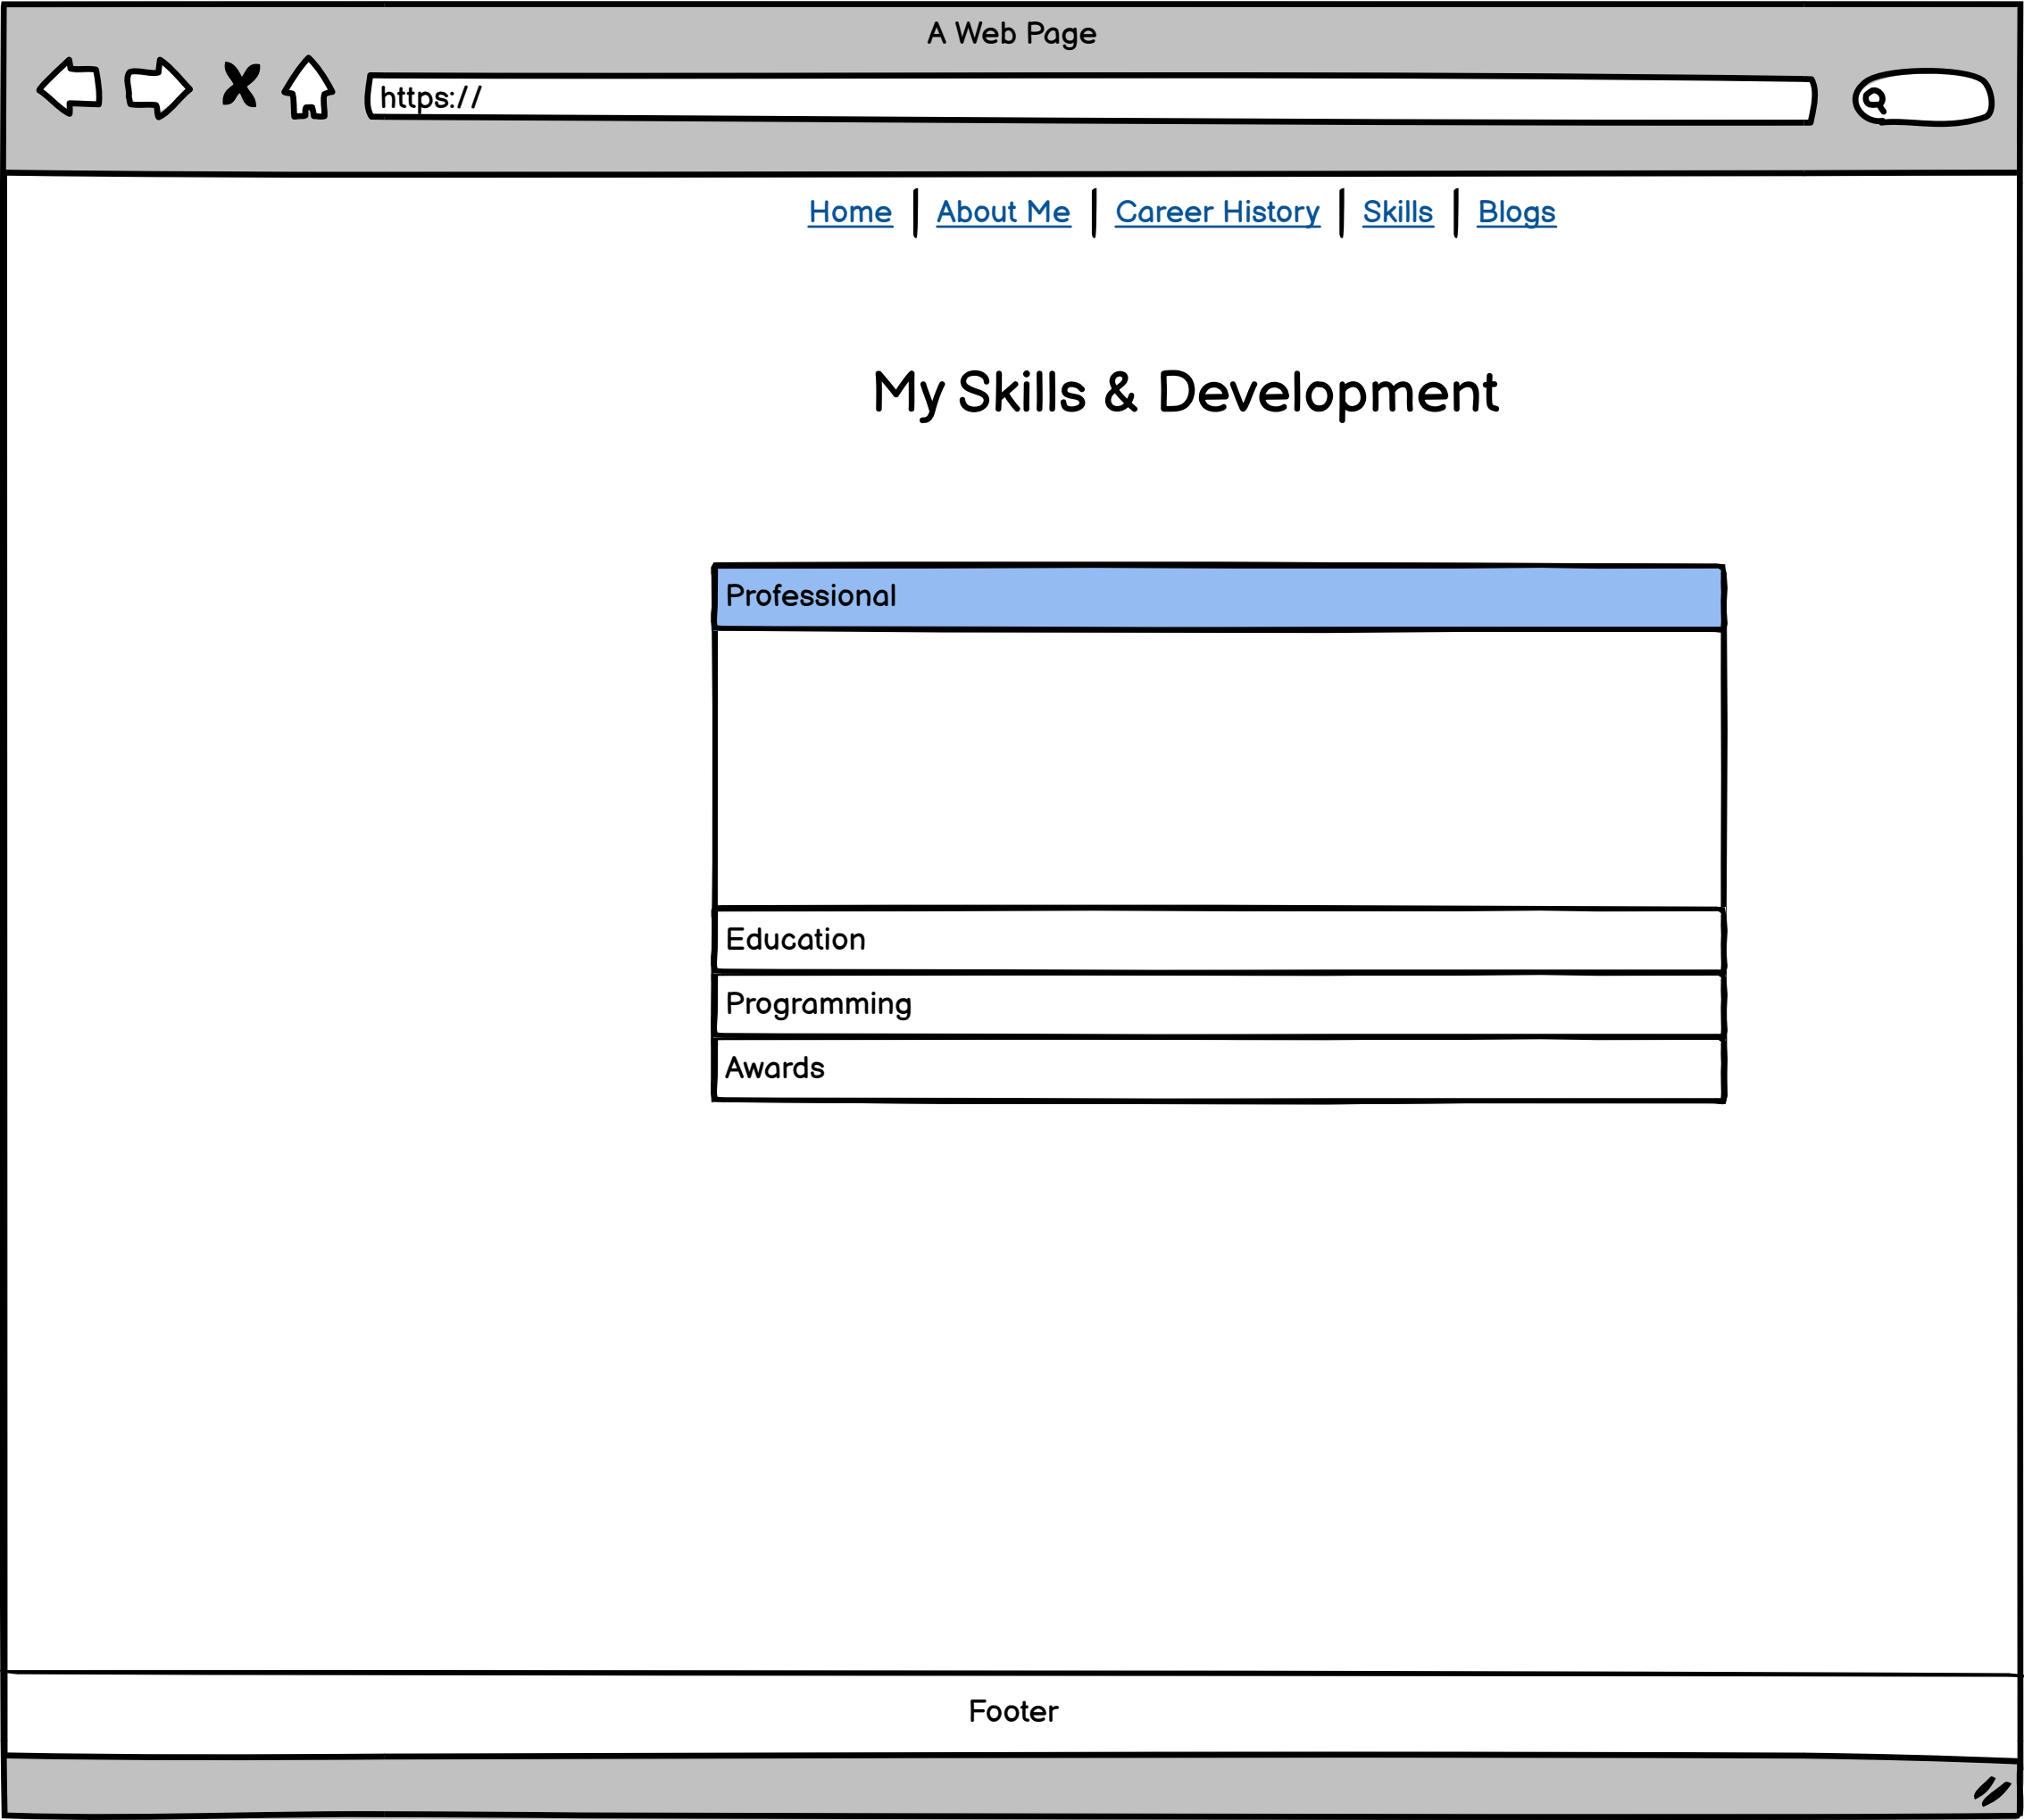 A Web Page
https://
Home | About Me | Career History | Skills | Blogs
My Skills & Development
Professional
Education
Programming
Awards
Footer